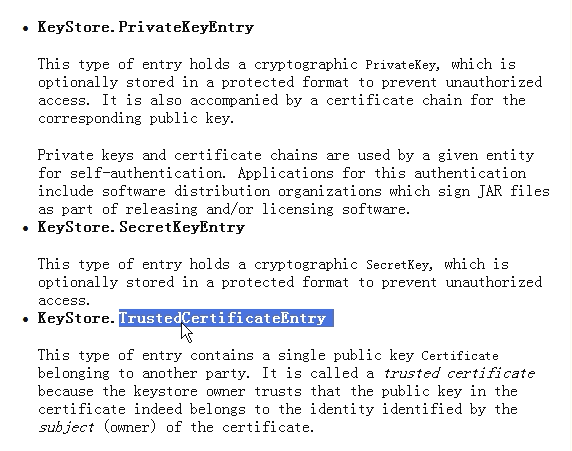 • KeyStore.PrivateKeyEntry
This type of entry holds a cryptographic PrivateKey, which is
optionally stored in a protected format to prevent unauthorized
access. It is also accompanied by a certificate chain for the
corresponding public key.
Private keys and certificate chains are used by a given entity
for self-authentication. Applications for this authentication
include software distribution organizations which sign JAR files
as part of releasing and/or licensing software.
• KeyStore.SecretKeyEntry
This type of entry holds a cryptographic SecretKey, which is
optionally stored in a protected format to prevent unauthorized
access.
• KeyStore.TrustedCertificateEntry
This type of entry contains a single public key Certificate
belonging to another party. It is called a trusted certificate
because the keystore owner trusts that the public key in the
certificate indeed belongs to the identity identified by the
subject (owner) of the certificate.